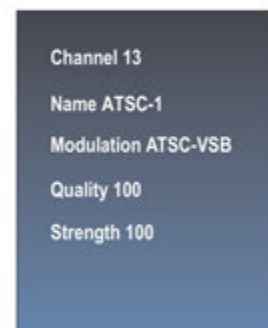 Channel 13
Name ATSC-1
Modulation ATSC-VSB
Quality 100
Strength 100